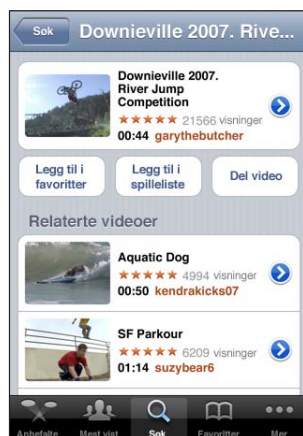 Søk
Downieville 2007. Rive...
Downieville 2007.
River Jump
Competition
21566 visninger
00:44 garythebutcher
Legg til i
favoritter
Legg til i
spilleliste
Del video
Relaterte videoer
Aquatic Dog
4994 visninger
00:50 kendrakicks07
SF Parkour
6209 visninger
01:14 suzybear6
Anbefalte
Mest vist
Søk
Favoritter
Mer